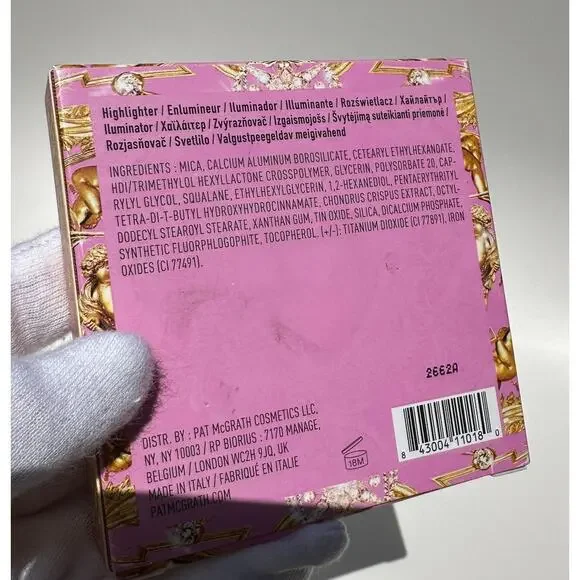 Highlighter / Enlumineur / Iluminador / Illuminante / Rozświetlacz / Хайлайтър /
Iluminator / Χαϊλάιτερ / Zvýrazňovač / Izgaismojošs / Švytėjimą suteikianti priemonė /
Rozjasňovač / Svetlilo / Valgustpeegeldav meigivahend
INGREDIENTS : MICA, CALCIUM ALUMINUM BOROSILICATE, CETEARYL ETHYLHEXANOATE,
HDI/TRIMETHYLOL HEXYLLACTONE CROSSPOLYMER, GLYCERIN, POLYSORBATE 20, CAP-
RYLYL GLYCOL, SQUALANE, ETHYLHEXYLGLYCERIN, 1,2-HEXANEDIOL, PENTAERYTHRITYL
TETRA-DI-T-BUTYL HYDROXYHYDROCINNAMATE, CHONDRUS CRISPUS EXTRACT, OCTYL-
DODECYL STEAROYL STEARATE, XANTHAN GUM, TIN OXIDE, SILICA, DICALCIUM PHOSPHATE,
SYNTHETIC FLUORPHLOGOPITE, TOCOPHEROL. (+/-): TITANIUM DIOXIDE (CI 77891), IRON
OXIDES (CI 77491).
2662A
DISTR. BY : PAT McGRATH COSMETICS LLC,
NY, NY 10003 / RP BIORIUS : 7170 MANAGE,
BELGIUM / LONDON WC2H 9JQ, UK
MADE IN ITALY / FABRIQUÉ EN ITALIE
PATMCGRATH.COM
18M
8 43004 11018 0